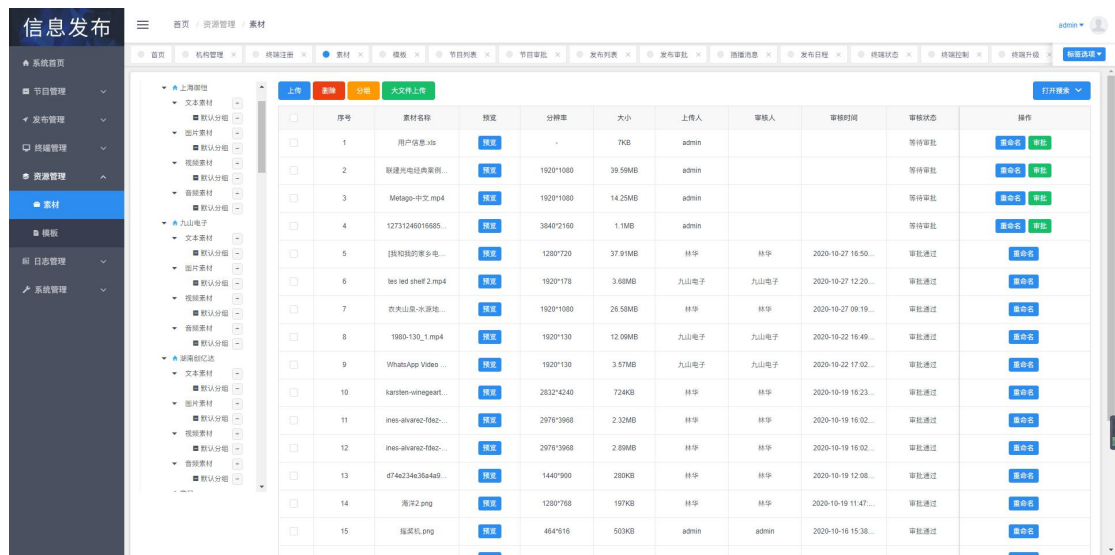 信息发布
首页 / 资源管理 / 素材
admin
首页 机构管理 × 终端注册 × 素材 × 模板 × 节目列表 × 节目审批 × 发布列表 × 发布审批 × 插播消息 × 发布日程 × 终端状态 × 终端控制 × 终端升级 × 标签选项
系统首页
节目管理
发布管理
终端管理
资源管理
素材
模板
日志管理
系统管理
上海御恒
文本素材
默认分组
图片素材
默认分组
视频素材
默认分组
音频素材
默认分组
九山电子
文本素材
默认分组
图片素材
默认分组
视频素材
默认分组
音频素材
默认分组
湖南创亿达
文本素材
默认分组
图片素材
默认分组
视频素材
默认分组
音频素材
默认分组
上传 删除 分组 大文件上传 打开搜索
序号 素材名称 预览 分辨率 大小 上传人 审核人 审核时间 审核状态 操作
1 用户信息.xls 预览 - 7KB admin 等待审批 重命名 审批
2 联建光电经典案例... 预览 1920*1080 39.59MB admin 等待审批 重命名 审批
3 Metago-中文.mp4 预览 1920*1080 14.25MB admin 等待审批 重命名 审批
4 12731246016685... 预览 3840*2160 1.1MB admin 等待审批 重命名 审批
5 [我和我的家乡电... 预览 1280*720 37.91MB 林华 林华 2020-10-27 16:50... 审批通过 重命名
6 tes led shelf 2.mp4 预览 1920*178 3.68MB 九山电子 九山电子 2020-10-27 12:20... 审批通过 重命名
7 农夫山泉-水源地... 预览 1920*1080 26.58MB 林华 林华 2020-10-27 09:19... 审批通过 重命名
8 1980-130_1.mp4 预览 1920*130 12.09MB 九山电子 九山电子 2020-10-22 16:49... 审批通过 重命名
9 WhatsApp Video ... 预览 1920*130 3.57MB 九山电子 九山电子 2020-10-22 17:02... 审批通过 重命名
10 karsten-winegeart... 预览 2832*4240 724KB 林华 林华 2020-10-19 16:23... 审批通过 重命名
11 ines-alvarez-fdez-... 预览 2976*3968 2.32MB 林华 林华 2020-10-19 16:02... 审批通过 重命名
12 ines-alvarez-fdez-... 预览 2976*3968 2.89MB 林华 林华 2020-10-19 16:02... 审批通过 重命名
13 d74e234e36a4a9... 预览 1440*900 280KB 林华 林华 2020-10-19 12:08... 审批通过 重命名
14 海洋2.png 预览 1280*768 197KB 林华 林华 2020-10-19 11:47:... 审批通过 重命名
15 摇奖机.png 预览 464*616 503KB admin admin 2020-10-16 15:38... 审批通过 重命名